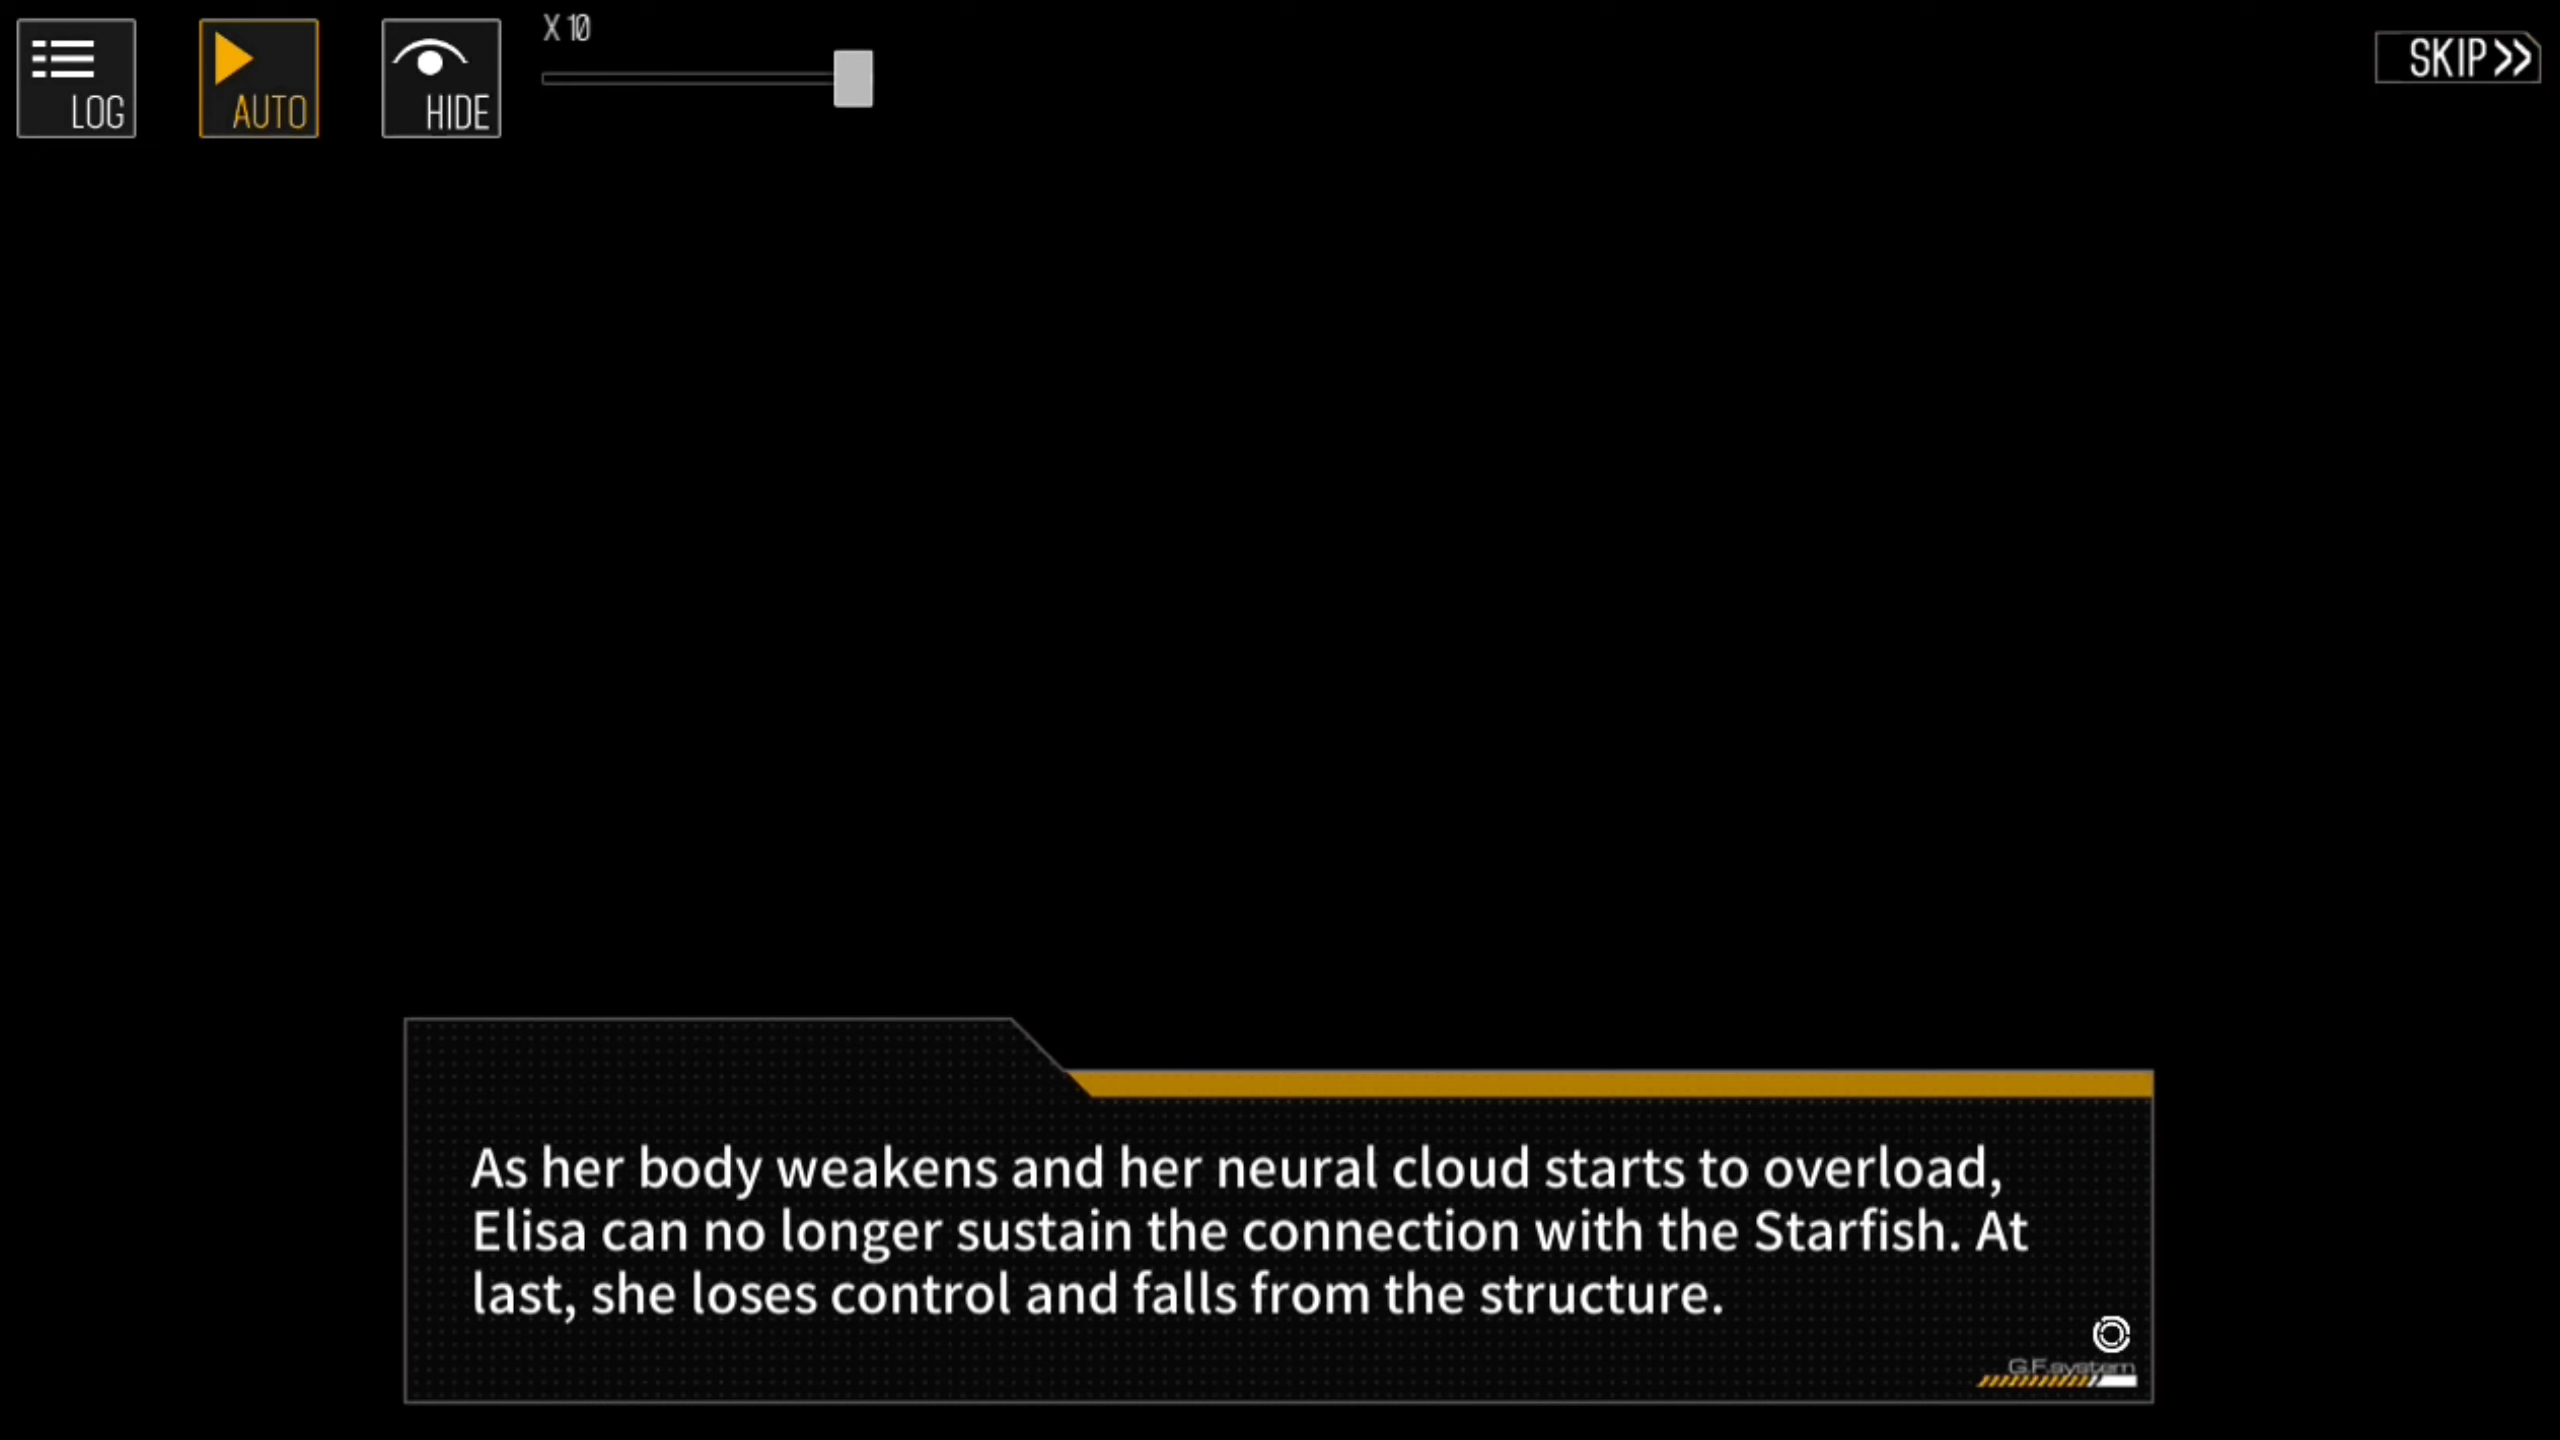 X 10
LOG
AUTO
HIDE
SKIP
As her body weakens and her neural cloud starts to overload,
Elisa can no longer sustain the connection with the Starfish. At
last, she loses control and falls from the structure.
G.F.system